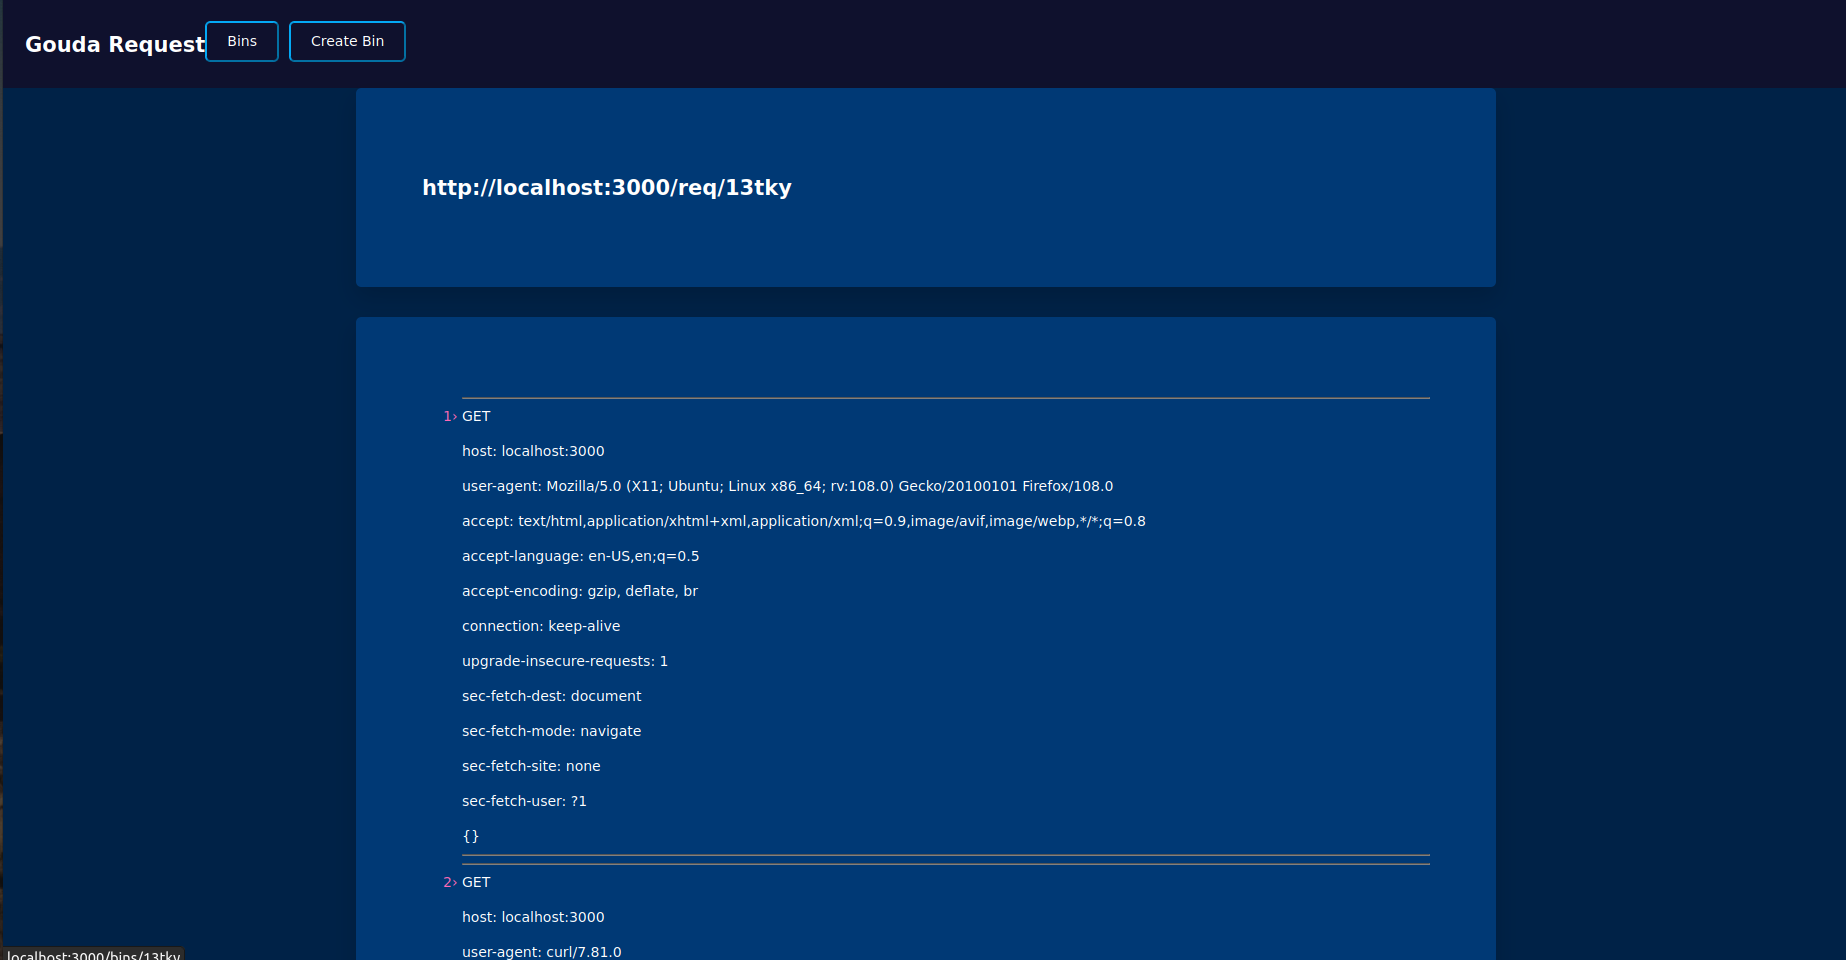 Gouda Request
Bins
Create Bin
http://localhost:3000/req/13tky
1› GET
host: localhost:3000
user-agent: Mozilla/5.0 (X11; Ubuntu; Linux x86_64; rv:108.0) Gecko/20100101 Firefox/108.0
accept: text/html,application/xhtml+xml,application/xml;q=0.9,image/avif,image/webp,*/*;q=0.8
accept-language: en-US,en;q=0.5
accept-encoding: gzip, deflate, br
connection: keep-alive
upgrade-insecure-requests: 1
sec-fetch-dest: document
sec-fetch-mode: navigate
sec-fetch-site: none
sec-fetch-user: ?1
{}
2› GET
host: localhost:3000
user-agent: curl/7.81.0
localhost:3000/bins/13tky